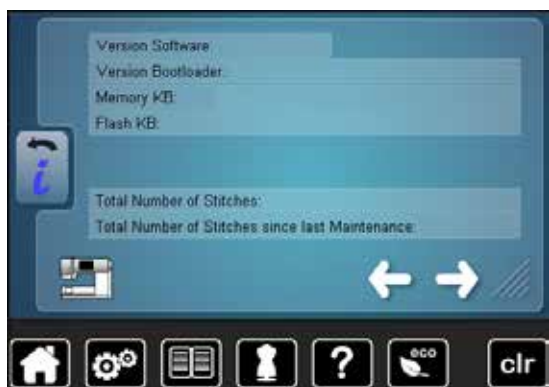 Version Software
Version Bootloader:
Memory KB:
Flash KB:
i
Total Number of Stitches:
Total Number of Stitches since last Maintenance:
?
eco
clr